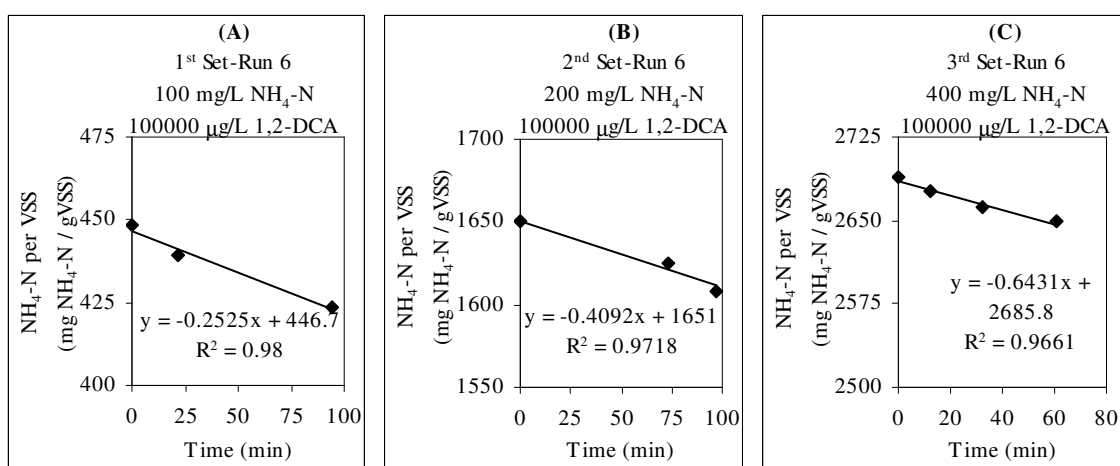 (A)
1st Set-Run 6
100 mg/L NH4-N
100000 μg/L 1,2-DCA
475
450
425
400
NH4-N per VSS
(mg NH4-N / gVSS)
y = -0.2525x + 446.7
R2 = 0.98
0 25 50 75 100
Time (min)
(B)
2nd Set-Run 6
200 mg/L NH4-N
100000 μg/L 1,2-DCA
1700
1650
1600
1550
NH4-N per VSS
(mg NH4-N / gVSS)
y = -0.4092x + 1651
R2 = 0.9718
0 25 50 75 100
Time (min)
(C)
3rd Set-Run 6
400 mg/L NH4-N
100000 μg/L 1,2-DCA
2725
2650
2575
2500
NH4-N per VSS
(mg NH4-N / gVSS)
y = -0.6431x +
2685.8
R2 = 0.9661
0 20 40 60 80
Time (min)